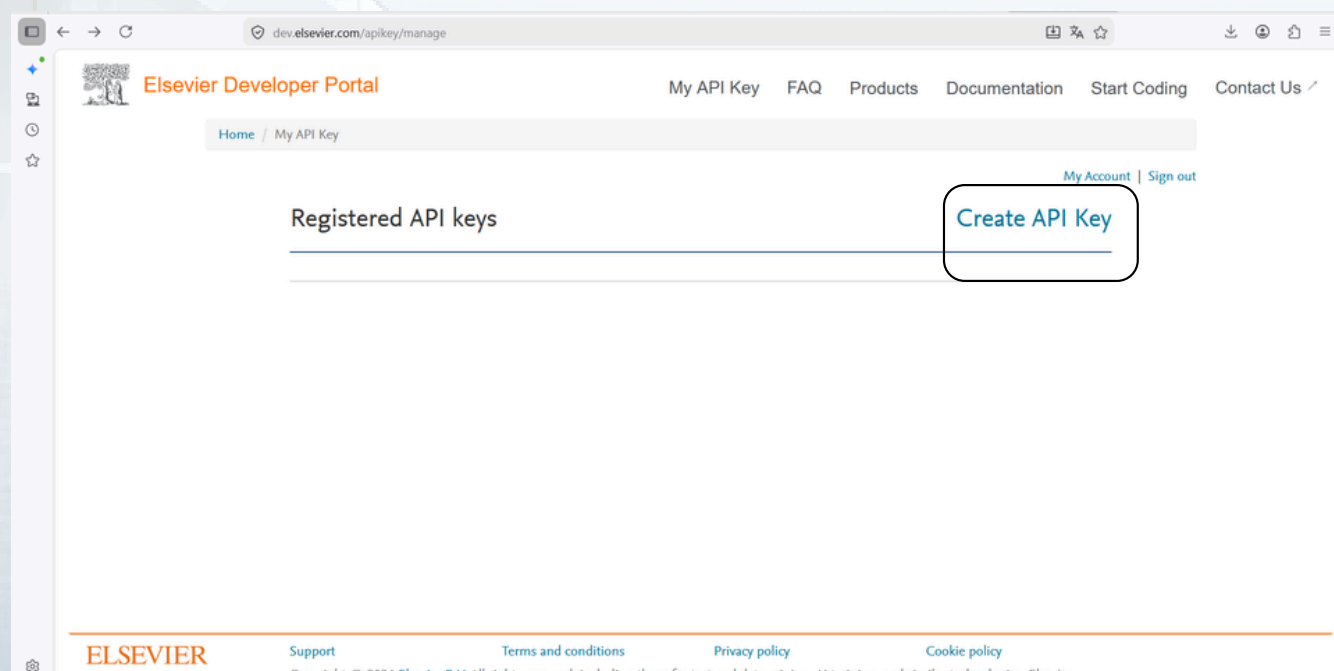 dev.elsevier.com/apikey/manage
Elsevier Developer Portal
My API Key FAQ Products Documentation Start Coding Contact Us
Home / My API Key
My Account | Sign out
Registered API keys
Create API Key
ELSEVIER
Support Terms and conditions Privacy policy Cookie policy